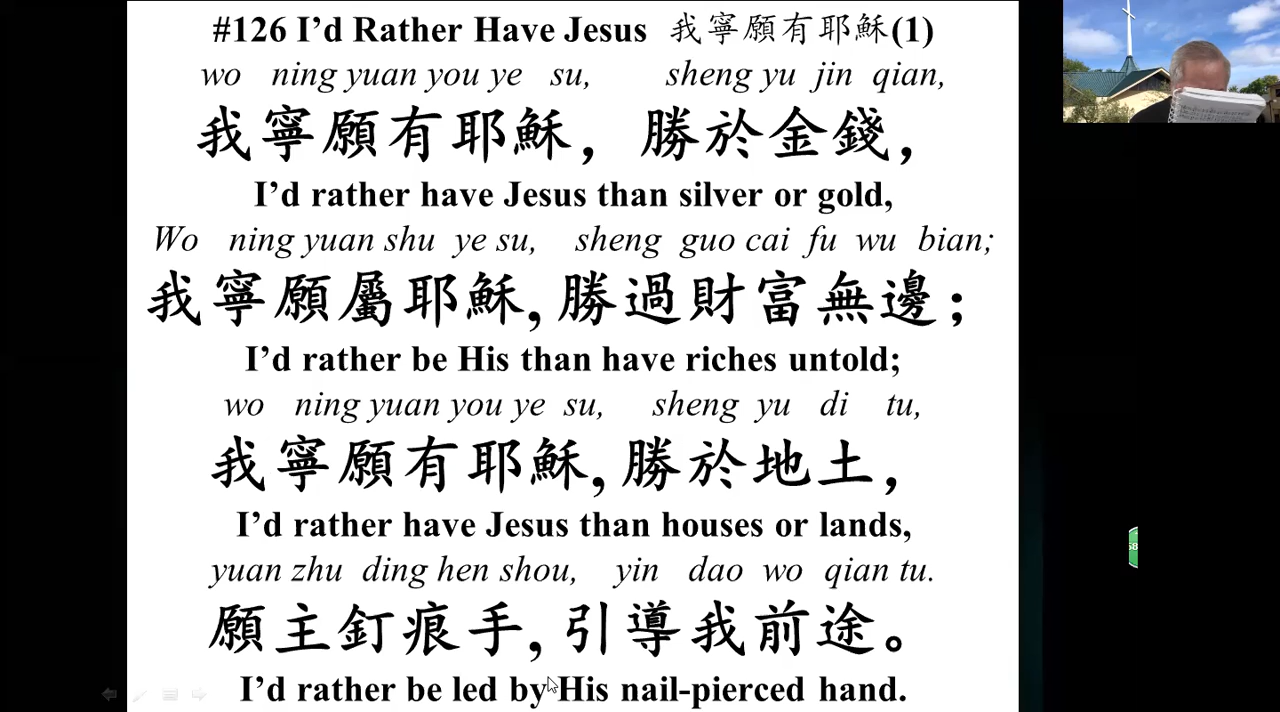 #126 I’d Rather Have Jesus 我寧願有耶穌(1)
wo ning yuan you ye su, sheng yu jin qian,
我寧願有耶穌，勝於金錢，
I’d rather have Jesus than silver or gold,
Wo ning yuan shu ye su, sheng guo cai fu wu bian;
我寧願屬耶穌,勝過財富無邊；
I’d rather be His than have riches untold;
wo ning yuan you ye su, sheng yu di tu,
我寧願有耶穌,勝於地土，
I’d rather have Jesus than houses or lands,
yuan zhu ding hen shou, yin dao wo qian tu.
願主釘痕手,引導我前途。
I’d rather be led by His nail-pierced hand.